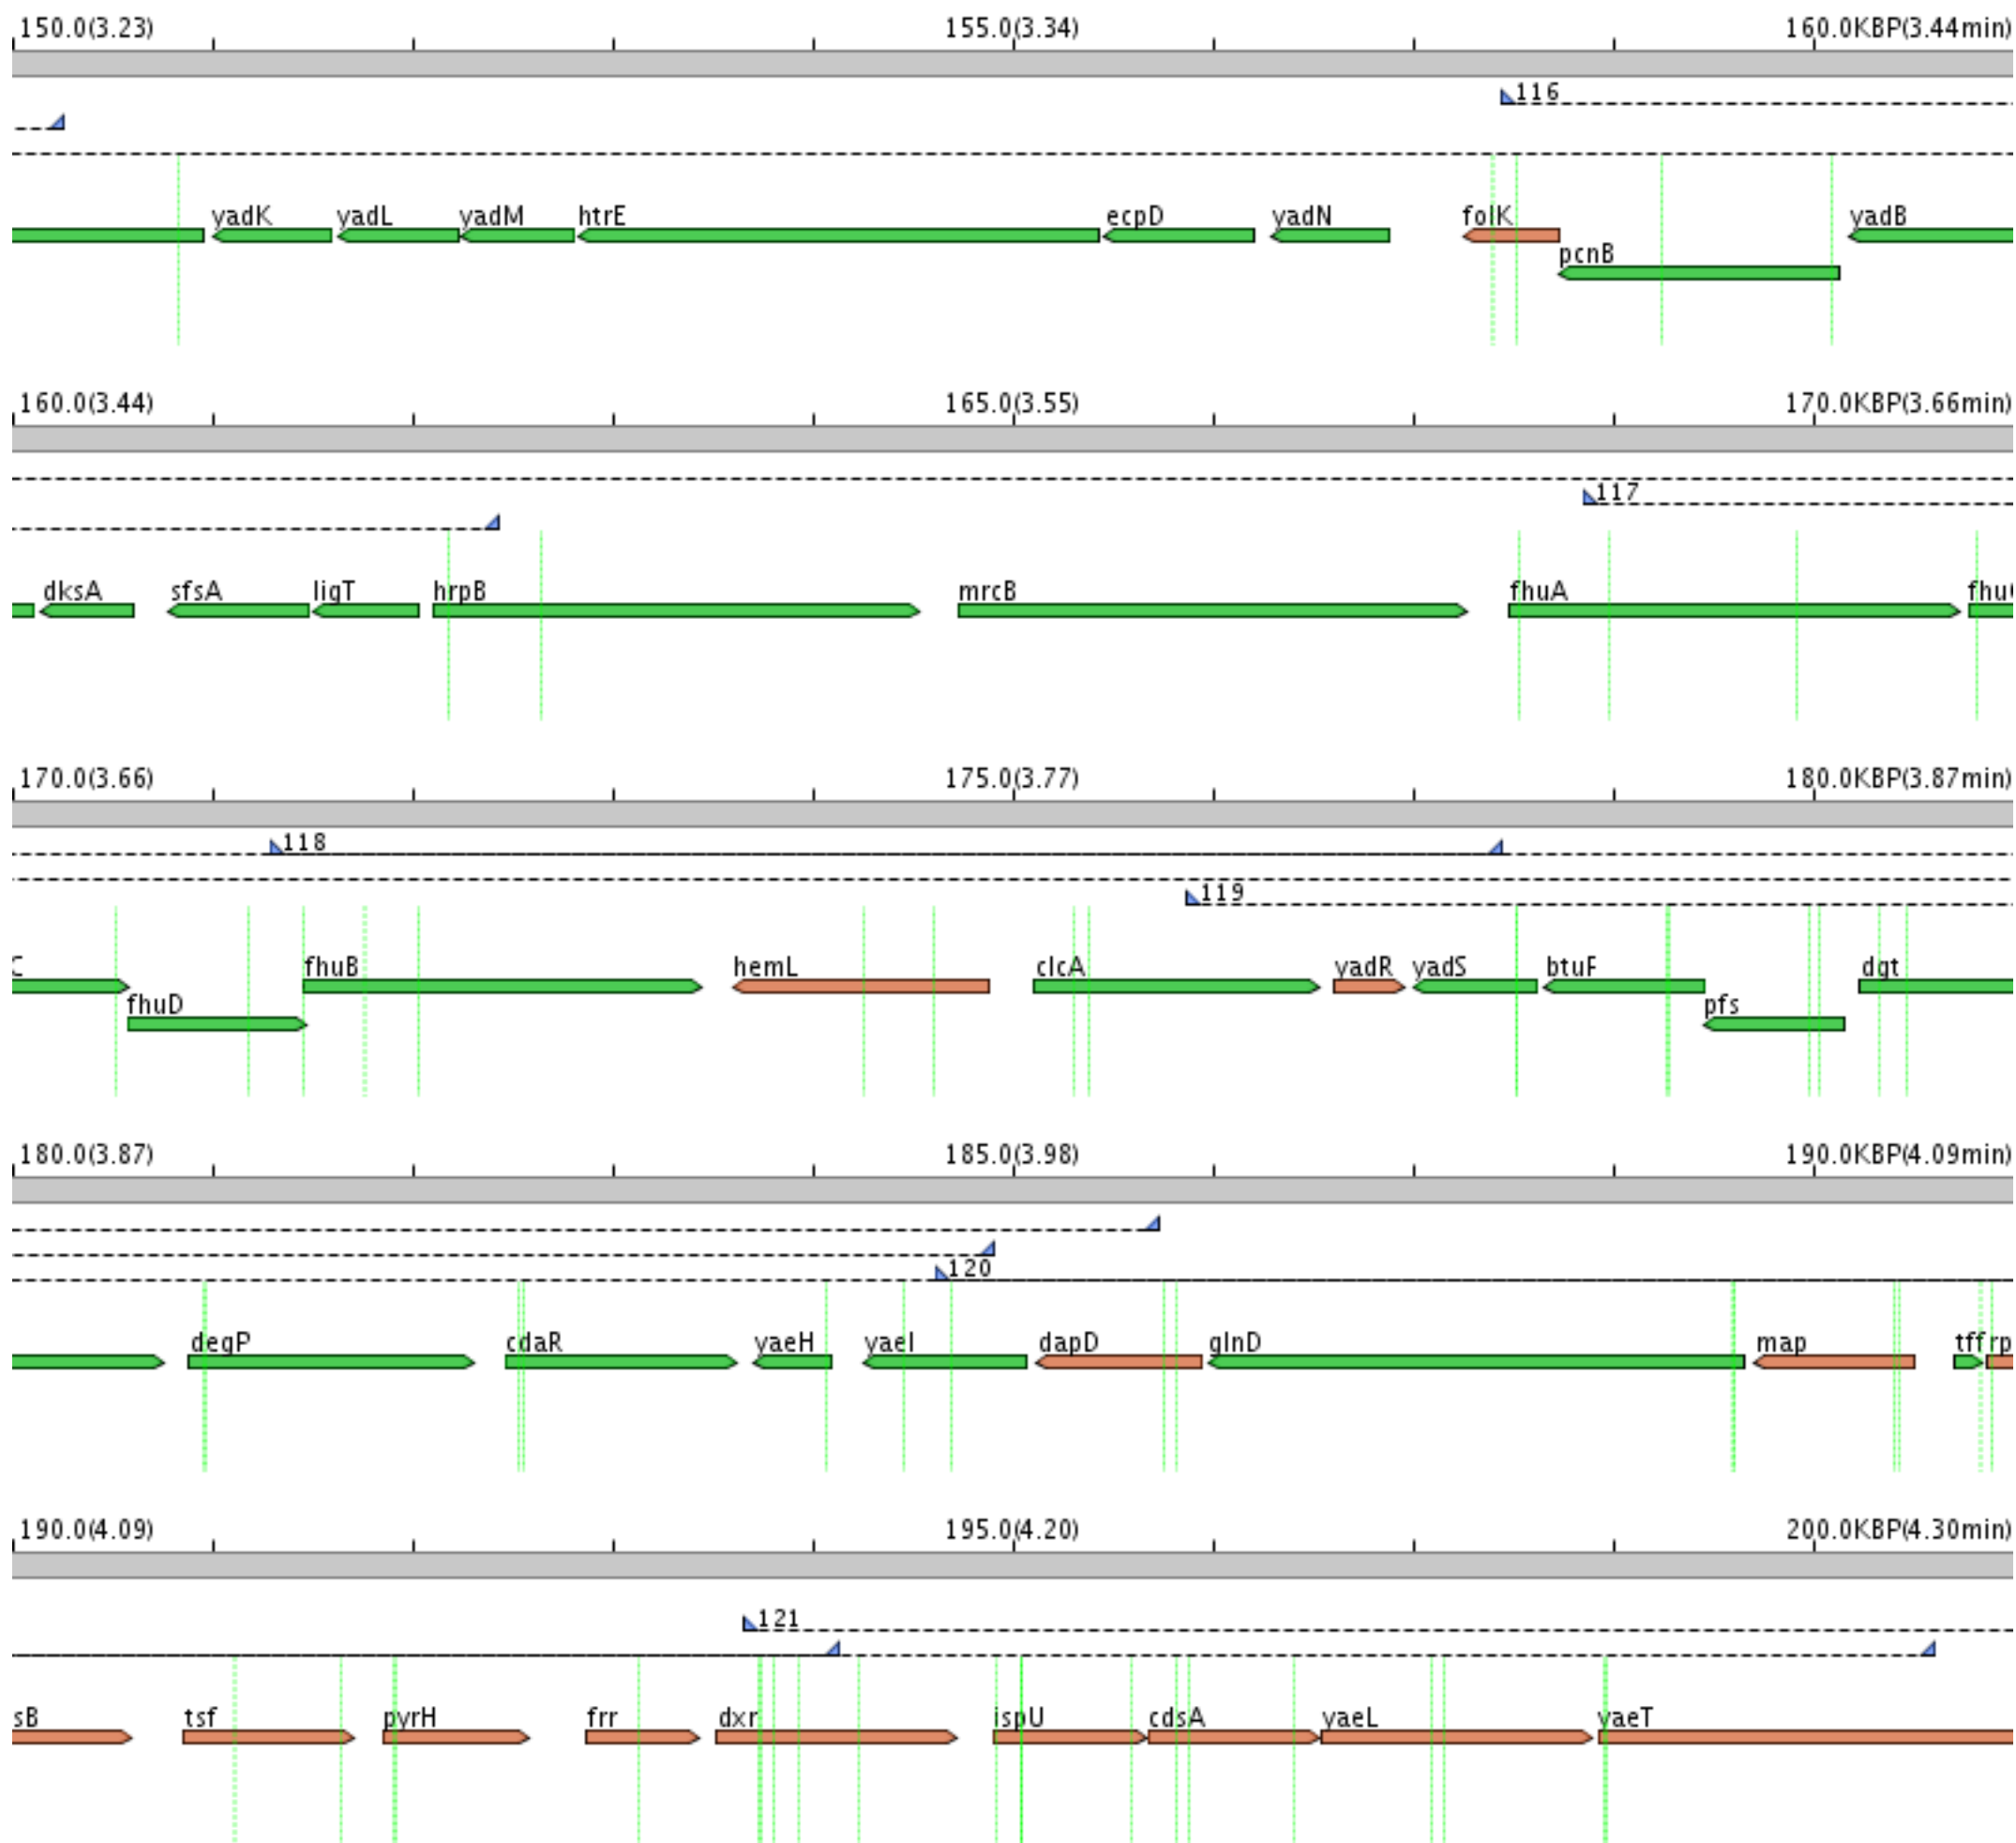 150.0(3.23) 155.0(3.34) 160.0KBP(3.44min)
116
yadK yadL yadM htrE ecpD yadN folK yadB
pcnB
160.0(3.44) 165.0(3.55) 170.0KBP(3.66min)
117
dksA sfsA ligT hrpB mrcB fhuA fhu
170.0(3.66) 175.0(3.77) 180.0KBP(3.87min)
118
119
C fhuB hemL clcA yadR yadS btuF dgt
fhuD pfs
180.0(3.87) 185.0(3.98) 190.0KBP(4.09min)
120
degP cdaR yaeH yaeI dapD glnD map tff rp
190.0(4.09) 195.0(4.20) 200.0KBP(4.30min)
121
sB tsf pyrH frr dxr ispU cdsA yaeL yaeT